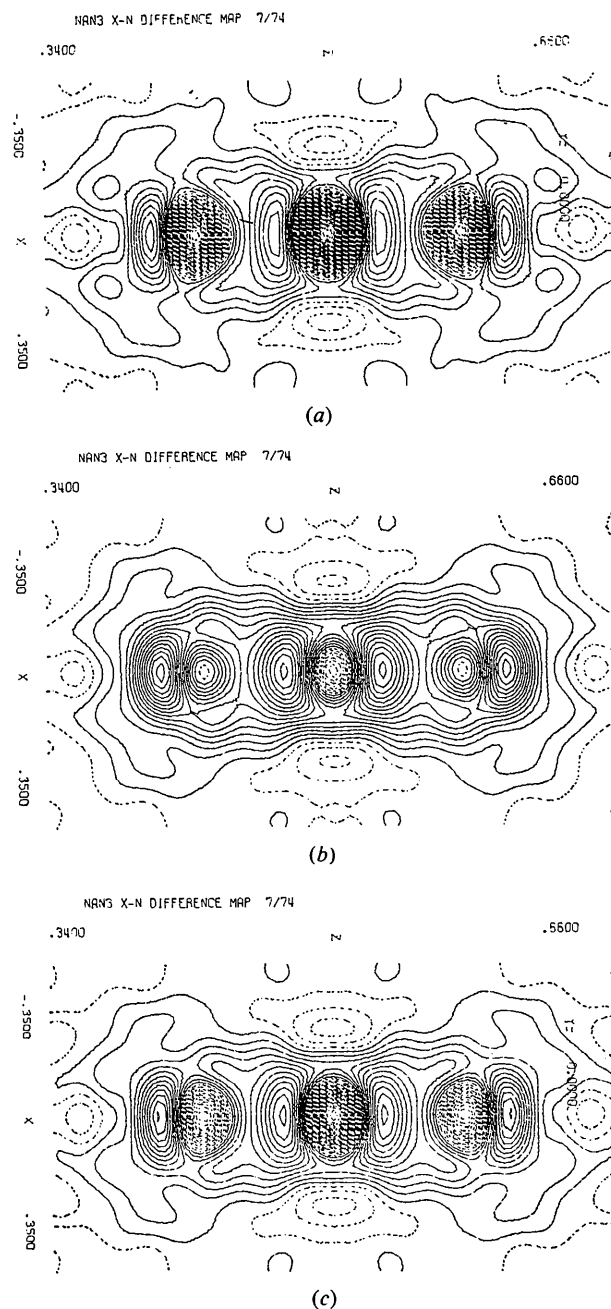 NAN3 X-N DIFFERENCE MAP 7/74
.3400
N
.6600
-.3500
X
.3500
(a)
NAN3 X-N DIFFERENCE MAP 7/74
.3400
N
.6600
-.3500
X
.3500
(b)
NAN3 X-N DIFFERENCE MAP 7/74
.3400
N
-.3500
X
.3500
(c)